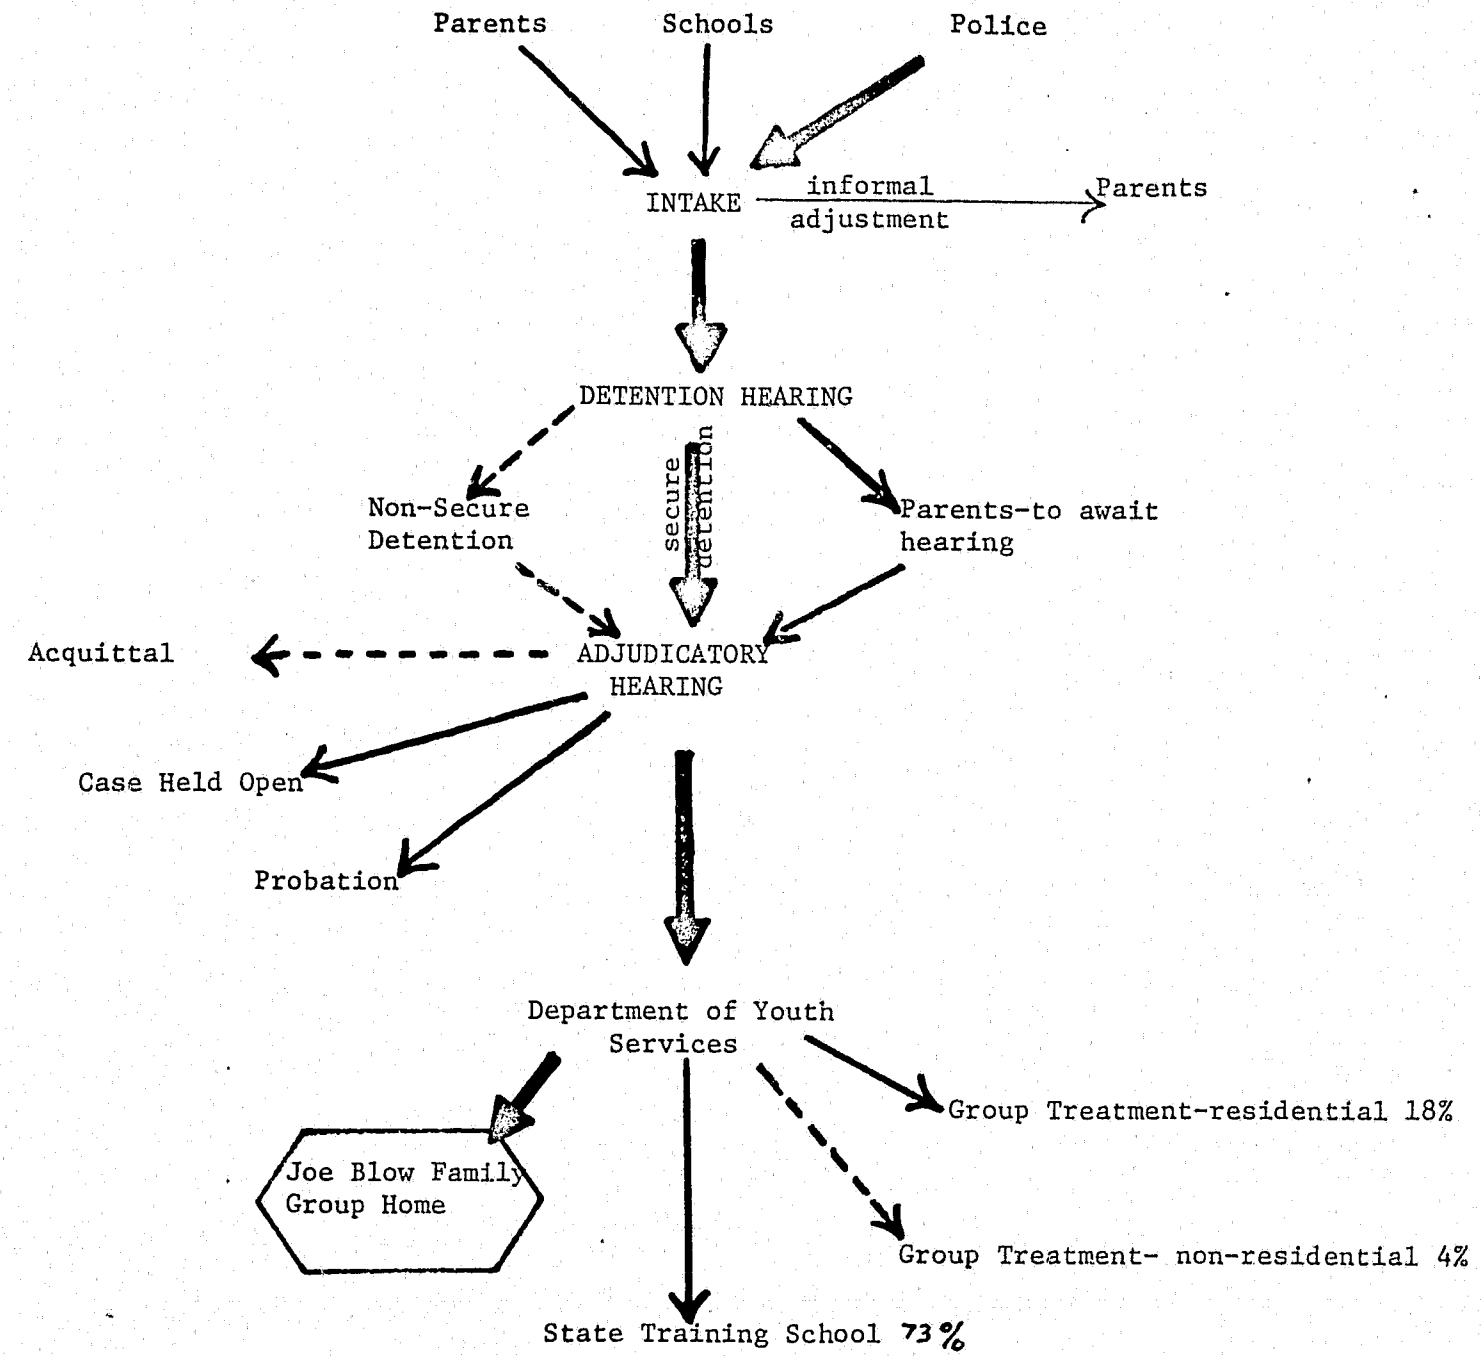 Parents
Schools
Police
INTAKE
informal
adjustment
Parents
DETENTION HEARING
secure
detention
Non-Secure
Detention
Parents-to await
hearing
Acquittal
ADJUDICATORY
HEARING
Case Held Open
Probation
Department of Youth
Services
Joe Blow Family
Group Home
Group Treatment-residential 18%
Group Treatment- non-residential 4%
State Training School 73%